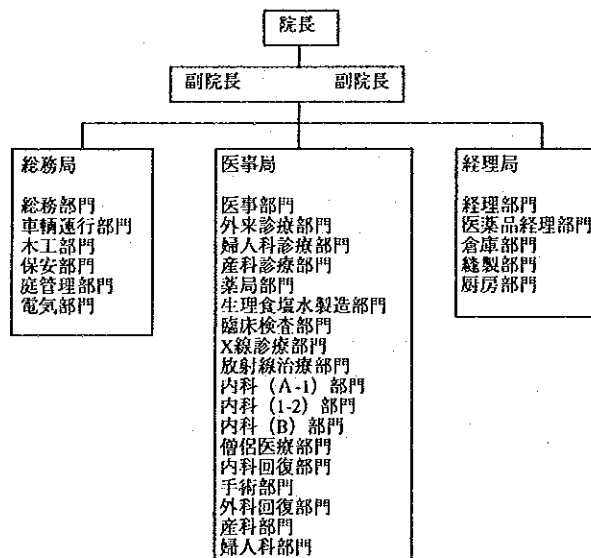 院長
副院長 副院長
総務局
総務部門
車輌運行部門
木工部門
保安部門
庭管理部門
電気部門
医事局
医事部門
外来診療部門
婦人科診療部門
産科診療部門
薬局部門
生理食塩水製造部門
臨床検査部門
X線診療部門
放射線治療部門
内科（A-1）部門
内科（1-2）部門
内科（B）部門
僧侶医療部門
内科回復部門
手術部門
外科回復部門
産科部門
婦人科部門
経理局
経理部門
医薬品経理部門
倉庫部門
縫製部門
厨房部門